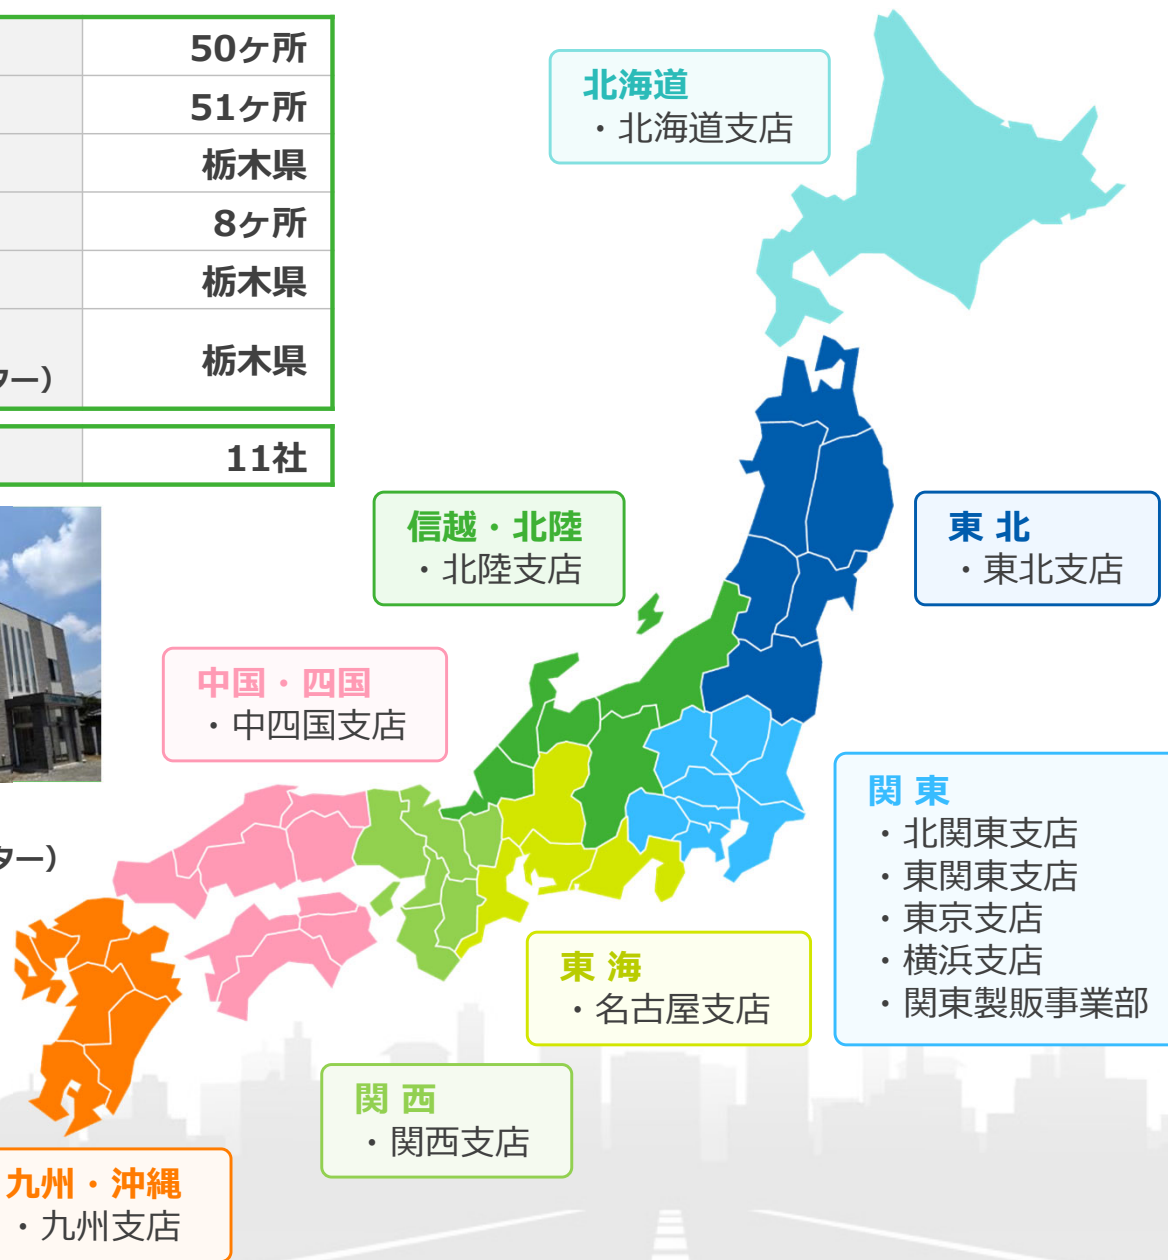 50ヶ所
51ヶ所
栃木県
8ヶ所
栃木県
栃木県
ター）
11社
北海道
・北海道支店
信越・北陸
・北陸支店
東 北
・東北支店
中国・四国
・中四国支店
関 東
・北関東支店
・東関東支店
・東京支店
・横浜支店
・関東製販事業部
ター）
東 海
・名古屋支店
関 西
・関西支店
九州・沖縄
・九州支店